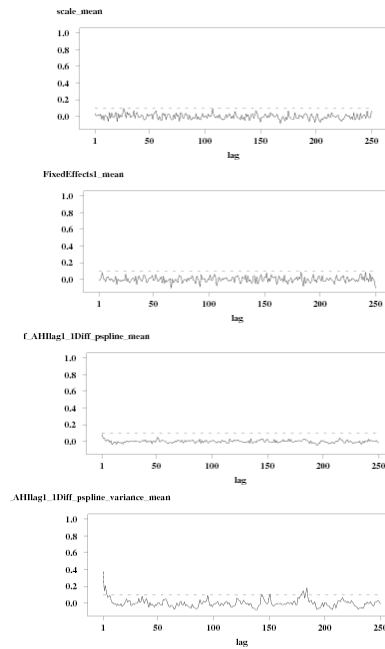 scale_mean
1.0
0.8
0.6
0.4
0.2
0.0
1 50 100 150 200 250
lag
FixedEffects1_mean
1.0
0.8
0.6
0.4
0.2
0.0
1 50 100 150 200 250
lag
f_AHIlag1_1Diff_pspline_mean
1.0
0.8
0.6
0.4
0.2
0.0
1 50 100 150 200 250
lag
_AHIlag1_1Diff_pspline_variance_mean
1.0
0.8
0.6
0.4
0.2
0.0
1 50 100 150 200 250
lag